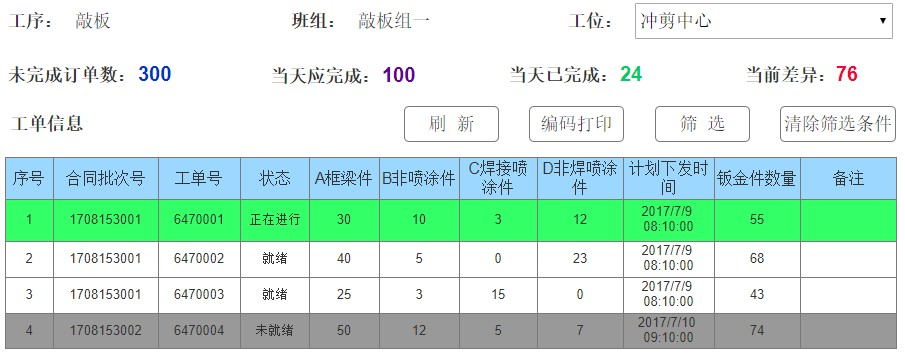 工序： 敲板 班组： 敲板组一 工位： 冲剪中心
未完成订单数：300 当天应完成：100 当天已完成：24 当前差异：76
工单信息 刷 新 编码打印 筛 选 清除筛选条件
序号 合同批次号 工单号 状态 A框梁件 B非喷涂件 C焊接喷涂件 D非焊喷涂件 计划下发时间 钣金件数量 备注
1 1708153001 6470001 正在进行 30 10 3 12 2017/7/9 08:10:00 55
2 1708153001 6470002 就绪 40 5 0 23 2017/7/9 08:10:00 68
3 1708153001 6470003 就绪 25 3 15 0 2017/7/9 08:10:00 43
4 1708153002 6470004 未就绪 50 12 5 7 2017/7/10 09:10:00 74